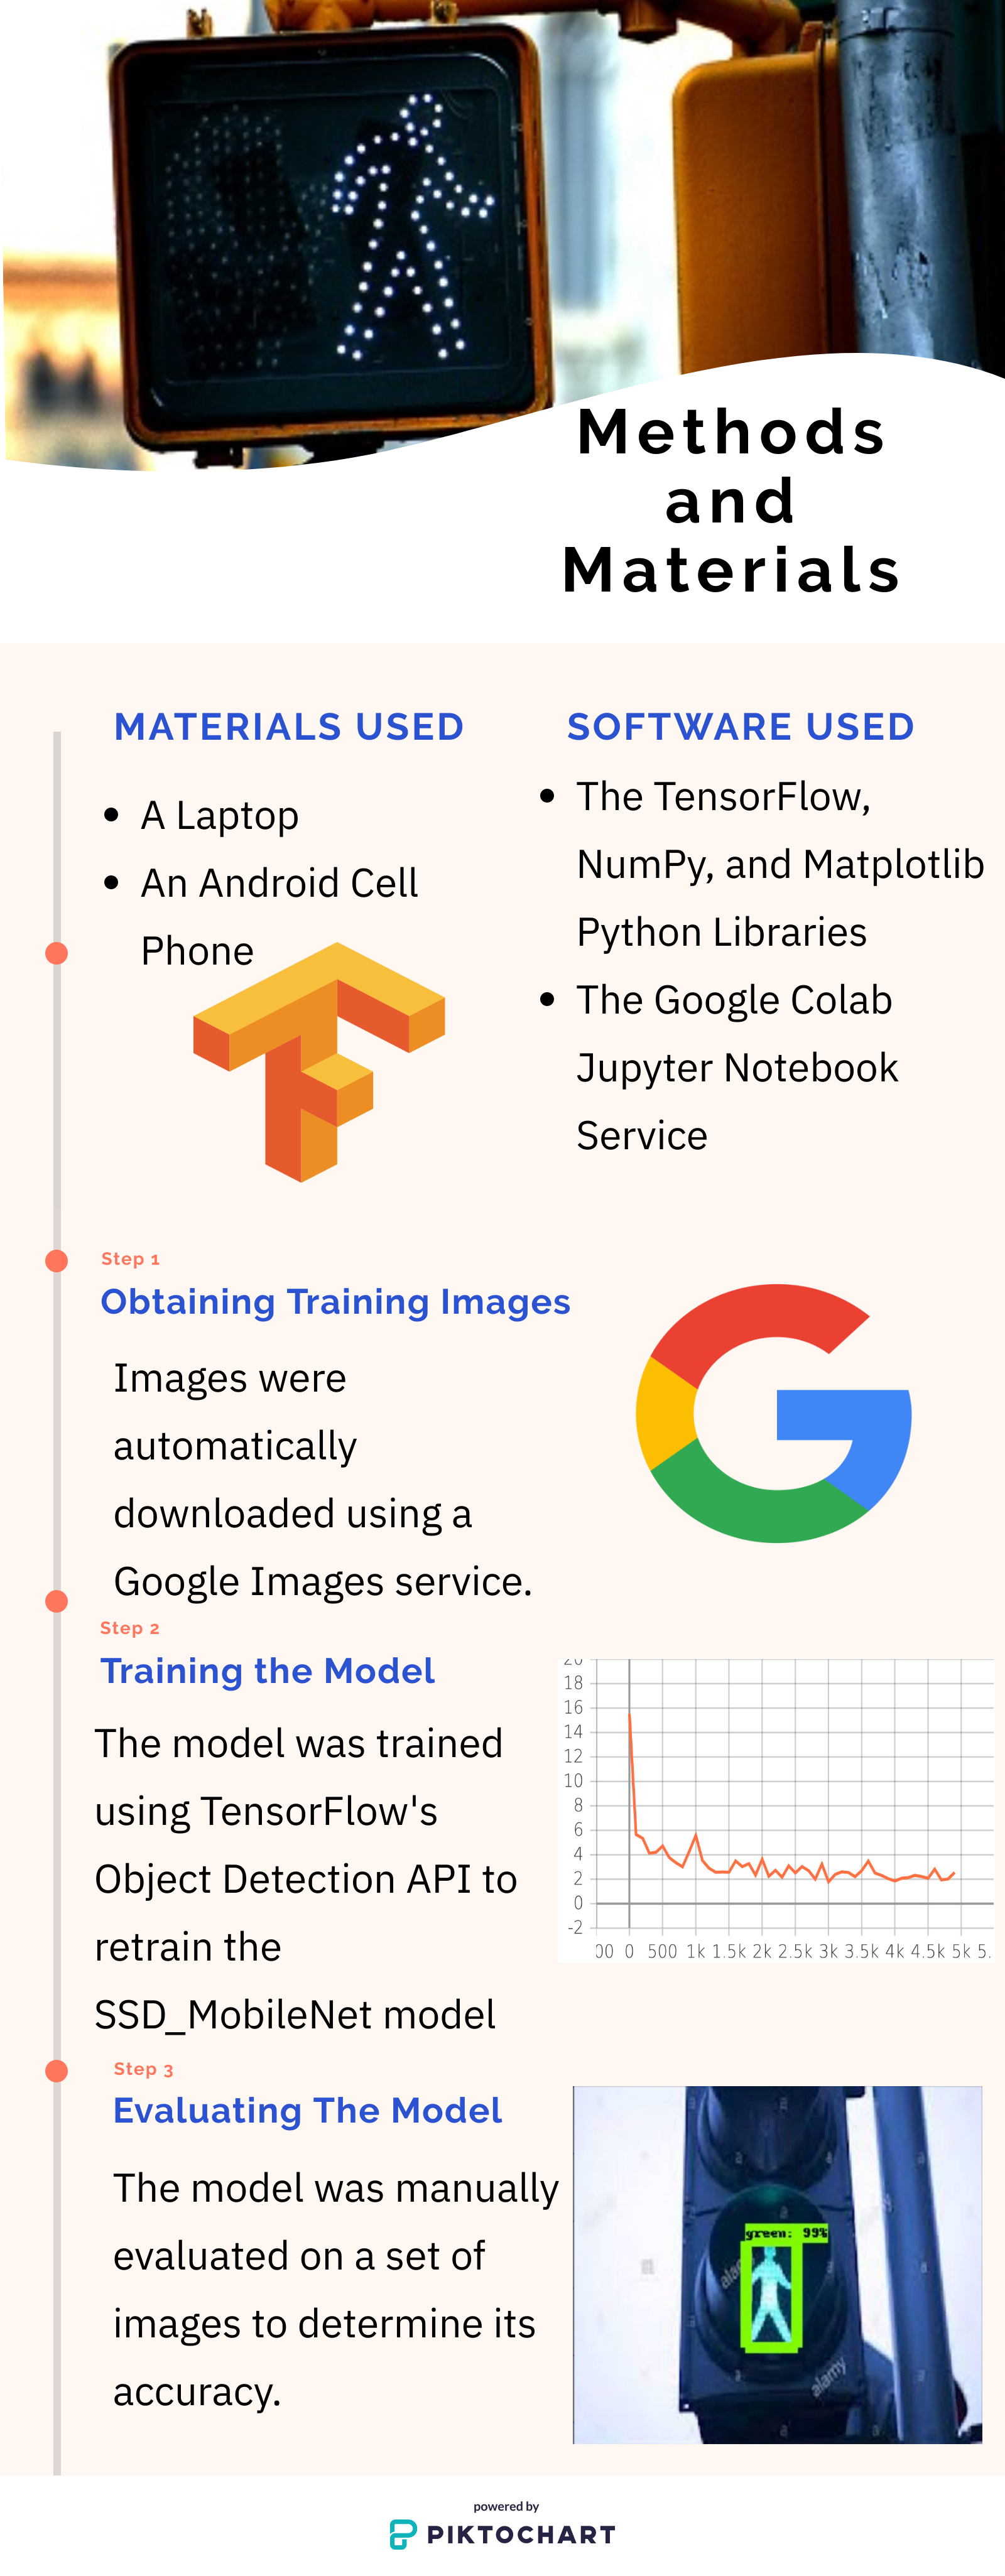 Methods
and
Materials
MATERIALS USED
A Laptop
An Android Cell
Phone
SOFTWARE USED
The TensorFlow,
NumPy, and Matplotlib
Python Libraries
The Google Colab
Jupyter Notebook
Service
Step 1
Obtaining Training Images
Images were
automatically
downloaded using a
Google Images service.
Step 2
Training the Model
The model was trained
using TensorFlow's
Object Detection API to
retrain the
SSD_MobileNet model
20
18
16
14
12
10
8
6
4
2
0
-2
00 0 500 1k 1.5k 2k 2.5k 3k 3.5k 4k 4.5k 5k 5.
Step 3
Evaluating The Model
The model was manually
evaluated on a set of
images to determine its
accuracy.
green: 99%
alamy
powered by
PIKTOCHART